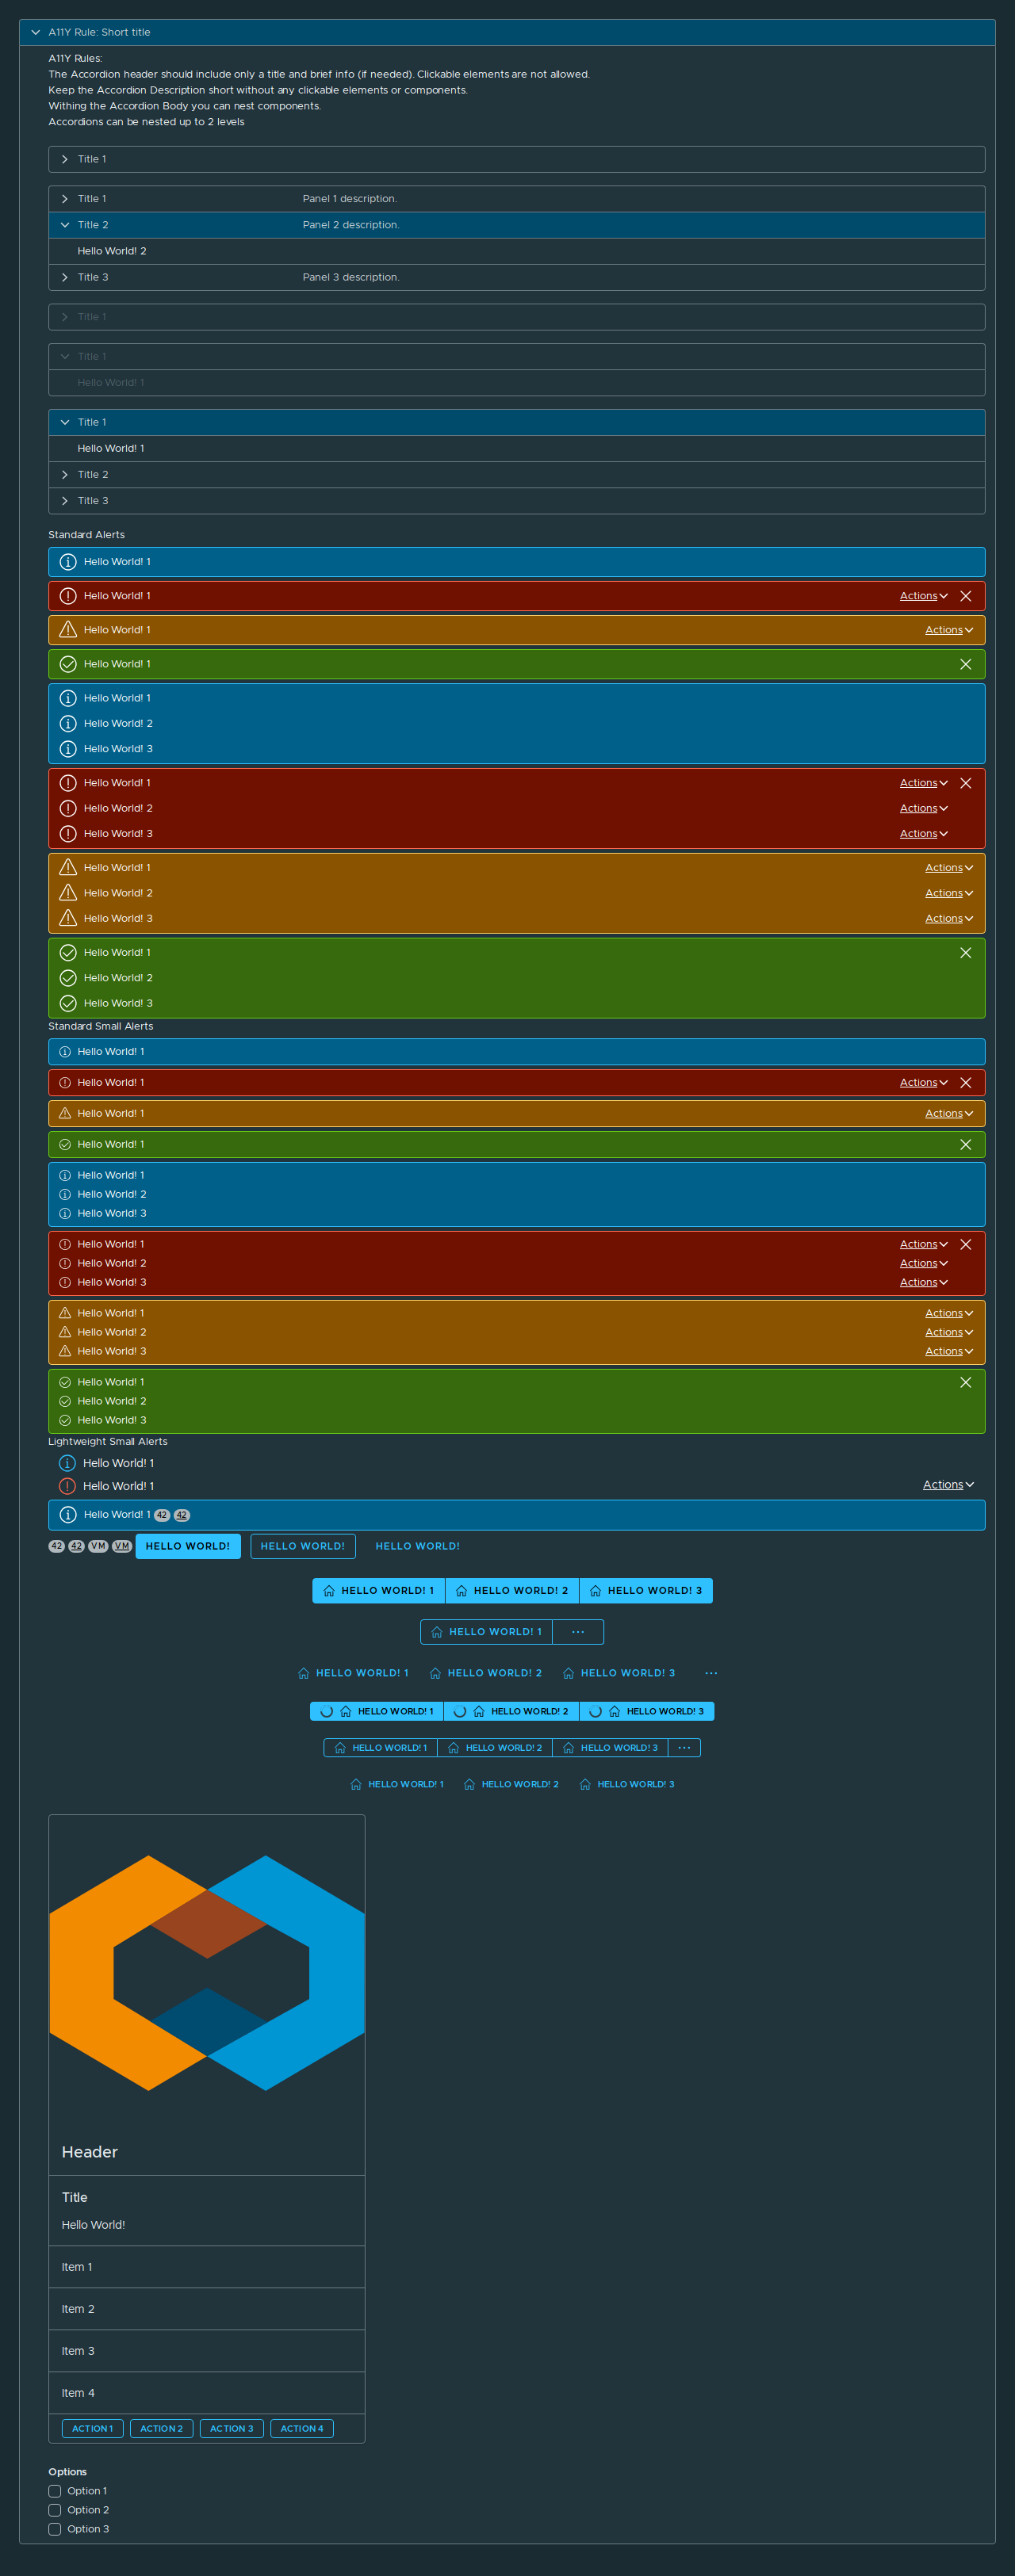 A11Y Rule: Short title
A11Y Rules:
The Accordion header should include only a title and brief info (if needed). Clickable elements are not allowed.
Keep the Accordion Description short without any clickable elements or components.
Withing the Accordion Body you can nest components.
Accordions can be nested up to 2 levels
Title 1
Title 1 Panel 1 description.
Title 2 Panel 2 description.
Hello World! 2
Title 3 Panel 3 description.
Title 1
Title 1
Hello World! 1
Title 1
Hello World! 1
Title 2
Title 3
Standard Alerts
Hello World! 1
Hello World! 1 Actions
Hello World! 1 Actions
Hello World! 1
Hello World! 1
Hello World! 2
Hello World! 3
Hello World! 1 Actions
Hello World! 2 Actions
Hello World! 3 Actions
Hello World! 1 Actions
Hello World! 2 Actions
Hello World! 3 Actions
Hello World! 1
Hello World! 2
Hello World! 3
Standard Small Alerts
Hello World! 1
Hello World! 1 Actions
Hello World! 1 Actions
Hello World! 1
Hello World! 1
Hello World! 2
Hello World! 3
Hello World! 1 Actions
Hello World! 2 Actions
Hello World! 3 Actions
Hello World! 1 Actions
Hello World! 2 Actions
Hello World! 3 Actions
Hello World! 1
Hello World! 2
Hello World! 3
Lightweight Small Alerts
Hello World! 1
Hello World! 1 Actions
Hello World! 1 42 42
42 42 VM VM HELLO WORLD! HELLO WORLD! HELLO WORLD!
HELLO WORLD! 1 HELLO WORLD! 2 HELLO WORLD! 3
HELLO WORLD! 1 ...
HELLO WORLD! 1 HELLO WORLD! 2 HELLO WORLD! 3 ...
HELLO WORLD! 1 HELLO WORLD! 2 HELLO WORLD! 3
HELLO WORLD! 1 HELLO WORLD! 2 HELLO WORLD! 3 ...
HELLO WORLD! 1 HELLO WORLD! 2 HELLO WORLD! 3
Header
Title
Hello World!
Item 1
Item 2
Item 3
Item 4
ACTION 1 ACTION 2 ACTION 3 ACTION 4
Options
Option 1
Option 2
Option 3